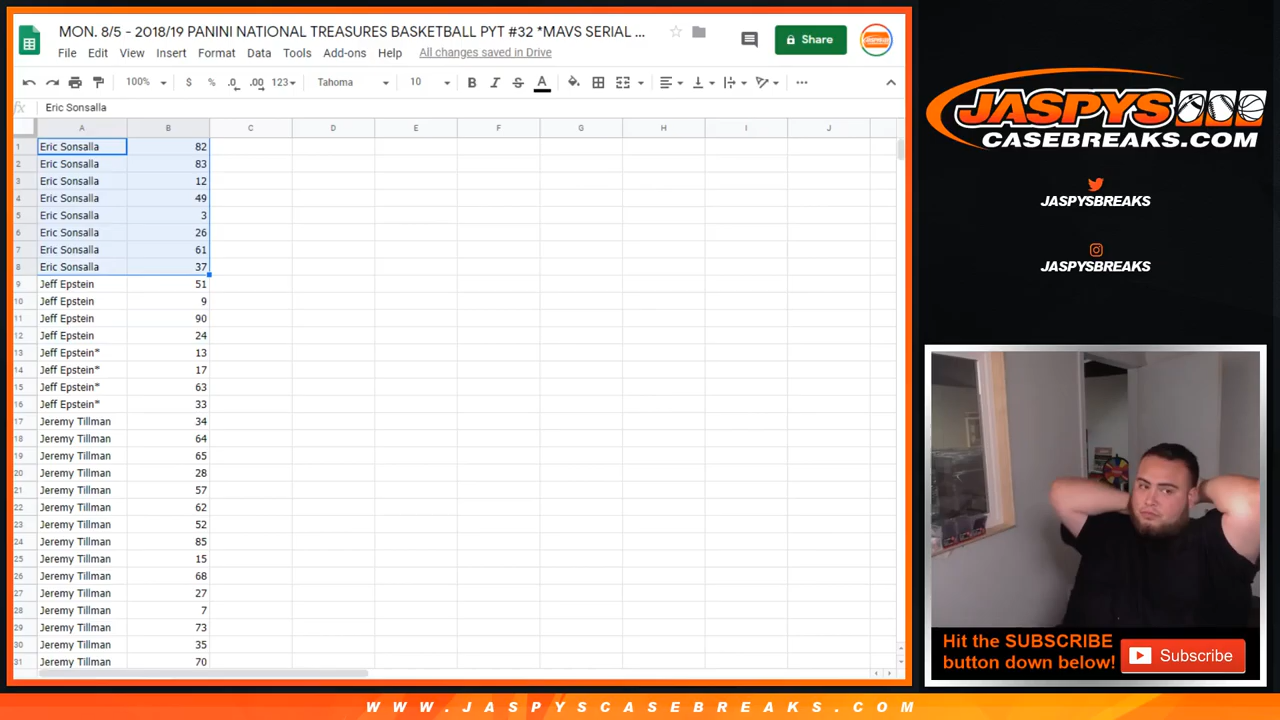 MON. 8/5 - 2018/19 PANINI NATIONAL TREASURES BASKETBALL PYT #32 *MAVS SERIAL ...
Share
File Edit View Insert Format Data Tools Add-ons Help All changes saved in Drive
100% $ % .0 .00 123 Tahoma 10 B I S A ...
fx Eric Sonsalla
A B C D E F G H I J
1 Eric Sonsalla 82
2 Eric Sonsalla 83
3 Eric Sonsalla 12
4 Eric Sonsalla 49
5 Eric Sonsalla 3
6 Eric Sonsalla 26
7 Eric Sonsalla 61
8 Eric Sonsalla 37
9 Jeff Epstein 51
10 Jeff Epstein 9
11 Jeff Epstein 90
12 Jeff Epstein 24
13 Jeff Epstein* 13
14 Jeff Epstein* 17
15 Jeff Epstein* 63
16 Jeff Epstein* 33
17 Jeremy Tillman 34
18 Jeremy Tillman 64
19 Jeremy Tillman 65
20 Jeremy Tillman 28
21 Jeremy Tillman 57
22 Jeremy Tillman 62
23 Jeremy Tillman 52
24 Jeremy Tillman 85
25 Jeremy Tillman 15
26 Jeremy Tillman 68
27 Jeremy Tillman 27
28 Jeremy Tillman 7
29 Jeremy Tillman 73
30 Jeremy Tillman 35
31 Jeremy Tillman 70
JASPYS
CASEBREAKS.COM
JASPYSBREAKS
JASPYSBREAKS
Hit the SUBSCRIBE
button down below!
Subscribe
WWW.JASPYSCASEBREAKS.COM